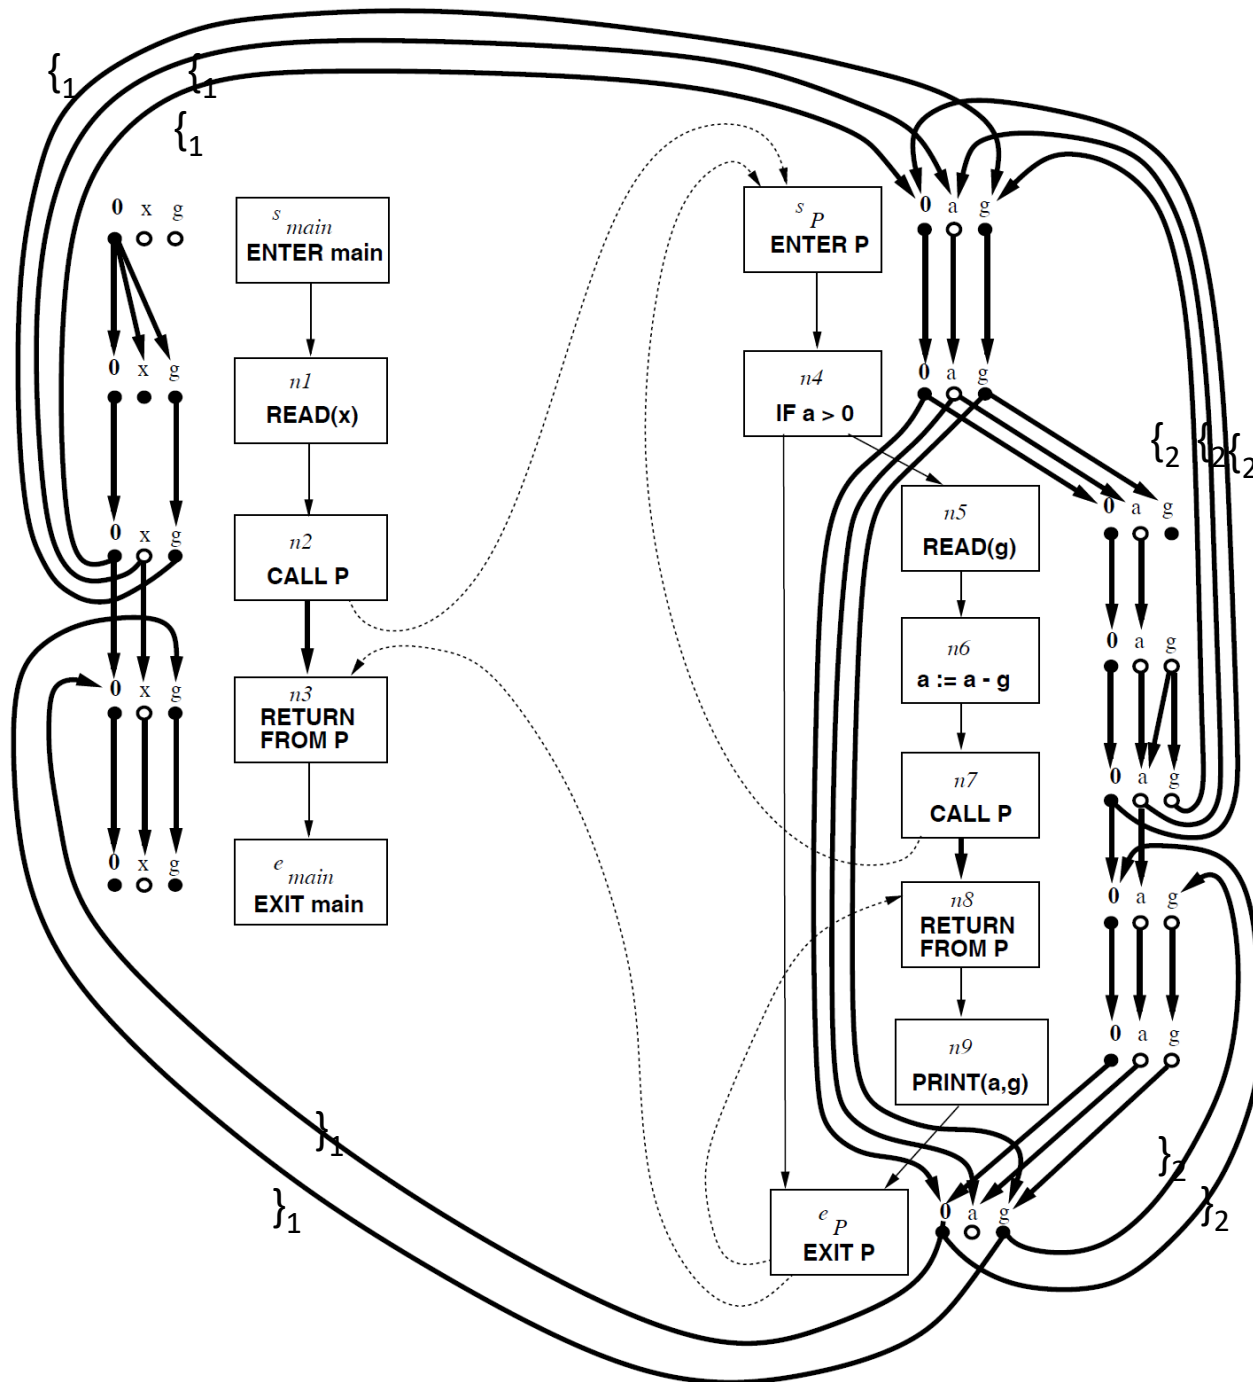 {1
{1
{1
0 x g
s main
ENTER main
s P
ENTER P
0 a g
0 x g
n1
READ(x)
n4
IF a > 0
0 a g
{2
{2
{2
0 x g
n2
CALL P
n5
READ(g)
0 a g
n6
a := a - g
0 a g
0 x g
n3
RETURN
FROM P
n7
CALL P
0 a g
0 x g
e main
EXIT main
n8
RETURN
FROM P
0 a g
n9
PRINT(a,g)
0 a g
}1
}1
}2
}2
e P
EXIT P
0 a g